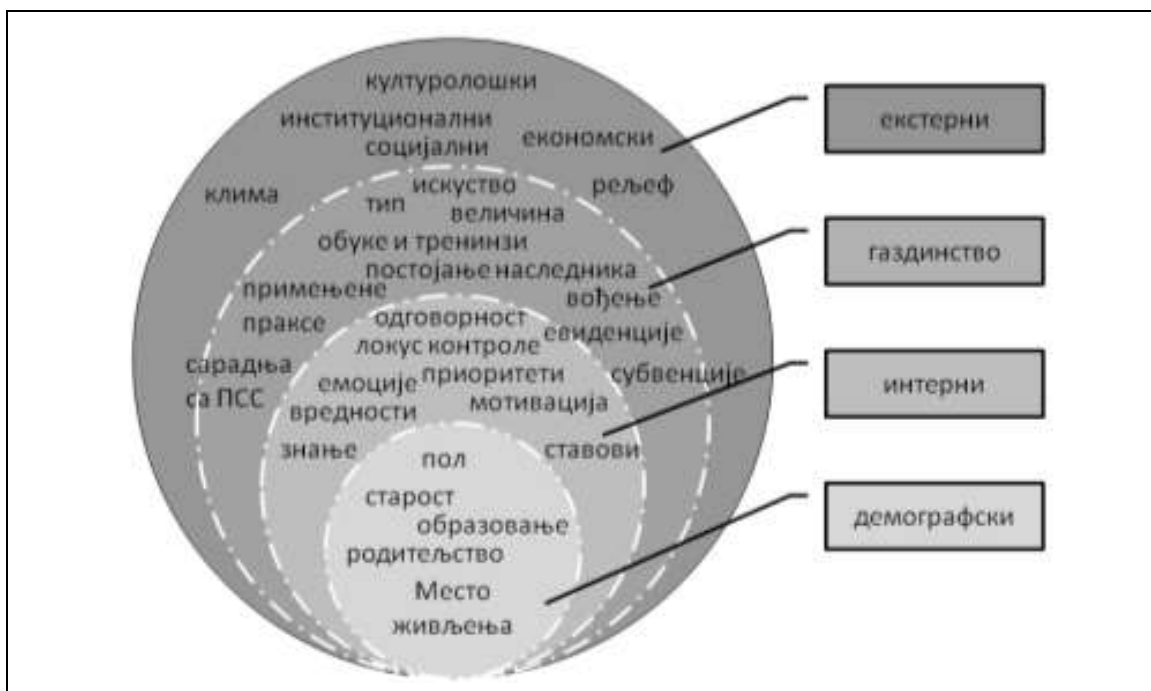 културолошки
институционални
социјални
економски
клима
рељеф
искуство
тип
величина
обуке и тренинзи
постојање наследника
примењене
праксе
вођење
евиденције
сарадња
са ПСС
субвенције
одговорност
локус контроле
емоције
приоритети
вредности
мотивација
знање
ставови
пол
старост
образовање
родитељство
Место
живљења
екстерни
газдинство
интерни
демографски